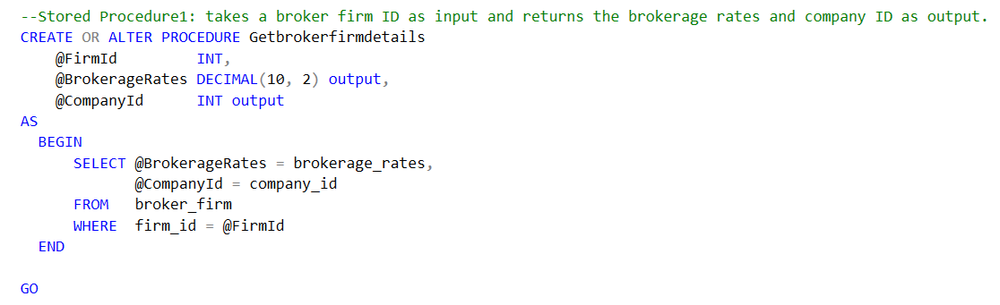 --Stored Procedure1: takes a broker firm ID as input and returns the brokerage rates and company ID as output.
CREATE OR ALTER PROCEDURE Getbrokerfirmdetails
    @FirmId         INT,
    @BrokerageRates DECIMAL(10, 2) output,
    @CompanyId      INT output
AS
  BEGIN
      SELECT @BrokerageRates = brokerage_rates,
             @CompanyId = company_id
      FROM   broker_firm
      WHERE  firm_id = @FirmId
  END
GO